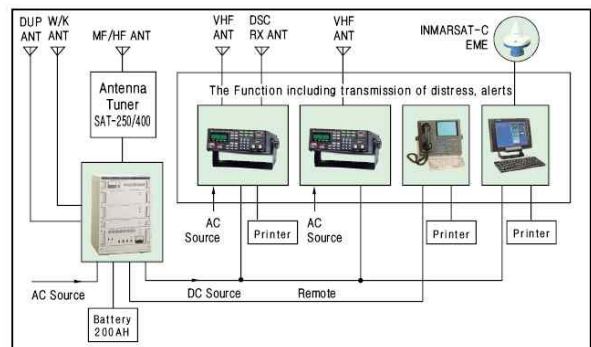 DUP
ANT
W/K
ANT
MF/HF ANT
VHF
ANT
DSC
RX ANT
VHF
ANT
INMARSAT-C
EME
Antenna
Tuner
SAT-250/400
The Function including transmission of distress, alerts
AC
Source
Printer
AC
Source
Printer
Printer
AC Source
DC Source
Remote
Battery
200AH